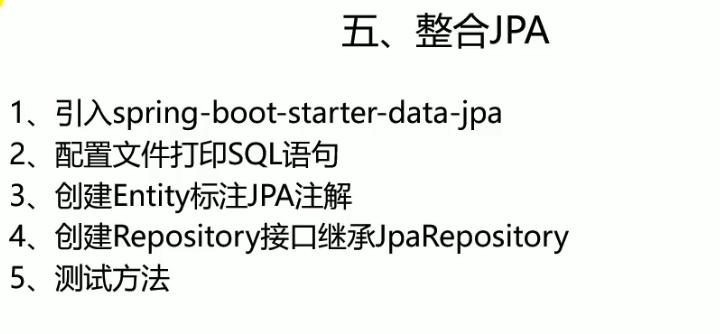 五、整合JPA
1、引入spring-boot-starter-data-jpa
2、配置文件打印SQL语句
3、创建Entity标注JPA注解
4、创建Repository接口继承JpaRepository
5、测试方法